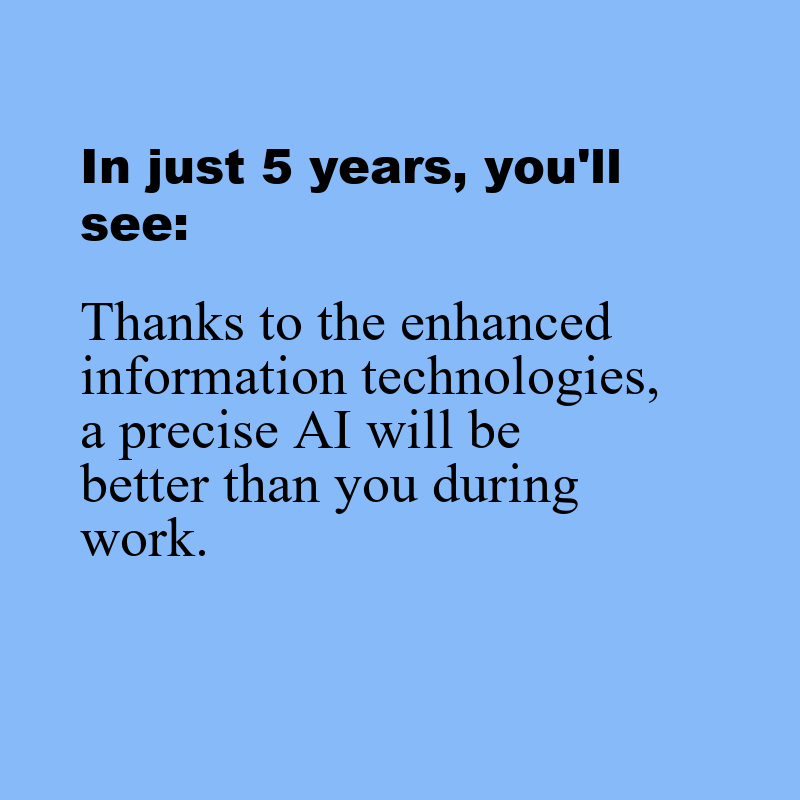 In just 5 years, you'll
see:
Thanks to the enhanced
information technologies,
a precise AI will be
better than you during
work.